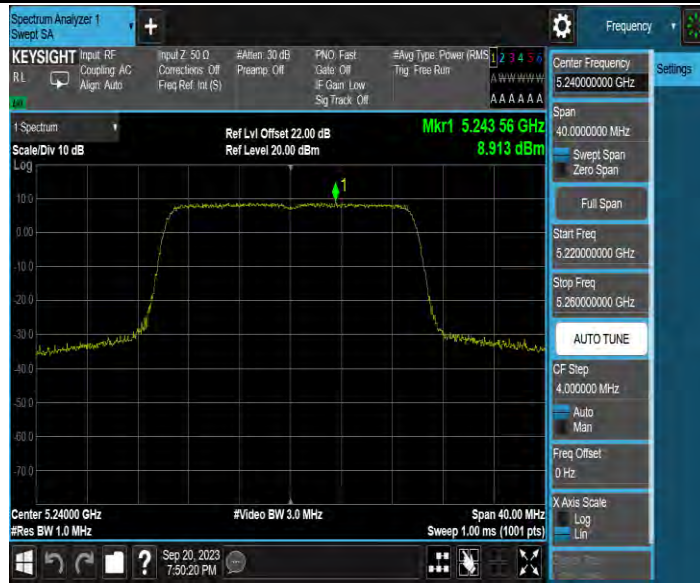 Spectrum Analyzer 1
Swept SA
+
Frequency
KEYSIGHT
RL
Input: RF
Coupling: AC
Align: Auto
Input Z: 50 Ω
Corrections: Off
Freq Ref: Int (S)
#Atten: 30 dB
Preamp: Off
PNO: Fast
Gate: Off
IF Gain: Low
Sig Track: Off
#Avg Type: Power (RMS)
Trig: Free Run
1 2 3 4 5 6
A W W W W W
A A A A A A
Center Frequency
5.240000000 GHz
Settings
Span
40.0000000 MHz
Swept Span
Zero Span
Full Span
Start Freq
5.220000000 GHz
Stop Freq
5.260000000 GHz
AUTO TUNE
CF Step
4.000000 MHz
Auto
Man
Freq Offset
0 Hz
X Axis Scale
Log
Lin
1 Spectrum
Scale/Div 10 dB
Log
Ref Lvl Offset 22.00 dB
Ref Level 20.00 dBm
Mkr1 5.243 56 GHz
8.913 dBm
1
10.0
0.00
-10.0
-20.0
-30.0
-40.0
-50.0
-60.0
-70.0
Center 5.24000 GHz
#Video BW 3.0 MHz
Span 40.00 MHz
#Res BW 1.0 MHz
Sweep 1.00 ms (1001 pts)
?
Sep 20, 2023
7:50:20 PM